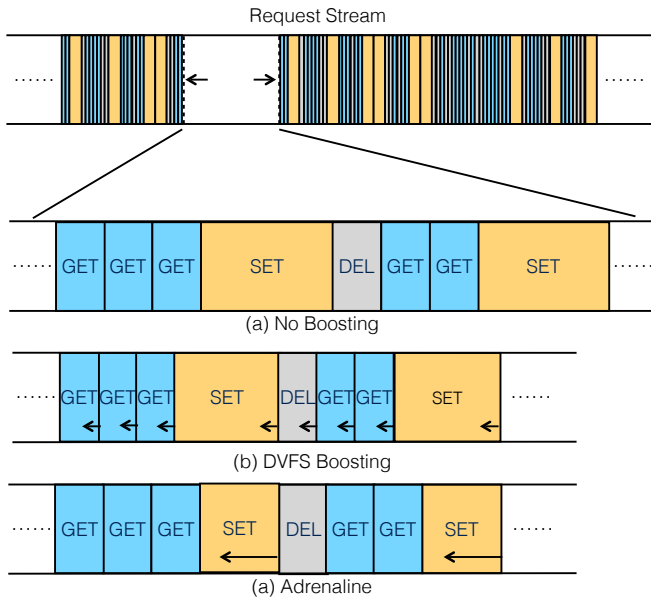 Request Stream
...... ......
...... GET GET GET SET DEL GET GET SET ......
(a) No Boosting
...... GET GET GET SET DEL GET GET SET ......
(b) DVFS Boosting
...... GET GET GET SET DEL GET GET SET ......
(a) Adrenaline